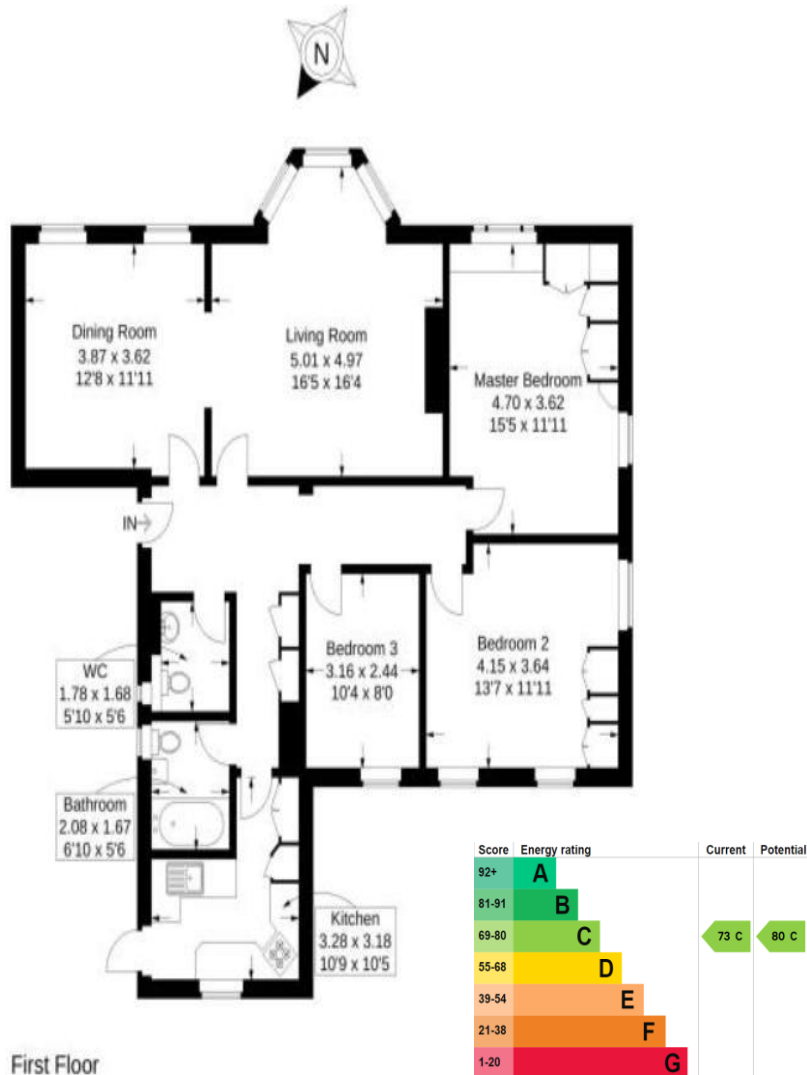 N
Dining Room
3.87 x 3.62
12'8 x 11'11
Living Room
5.01 x 4.97
16'5 x 16'4
Master Bedroom
4.70 x 3.62
15'5 x 11'11
IN
WC
1.78 x 1.68
5'10 x 5'6
Bedroom 3
3.16 x 2.44
10'4 x 8'0
Bedroom 2
4.15 x 3.64
13'7 x 11'11
Bathroom
2.08 x 1.67
6'10 x 5'6
Kitchen
3.28 x 3.18
10'9 x 10'5
First Floor
Score Energy rating Current Potential
92+ A
81-91 B
69-80 C 73 C 80 C
55-68 D
39-54 E
21-38 F
1-20 G